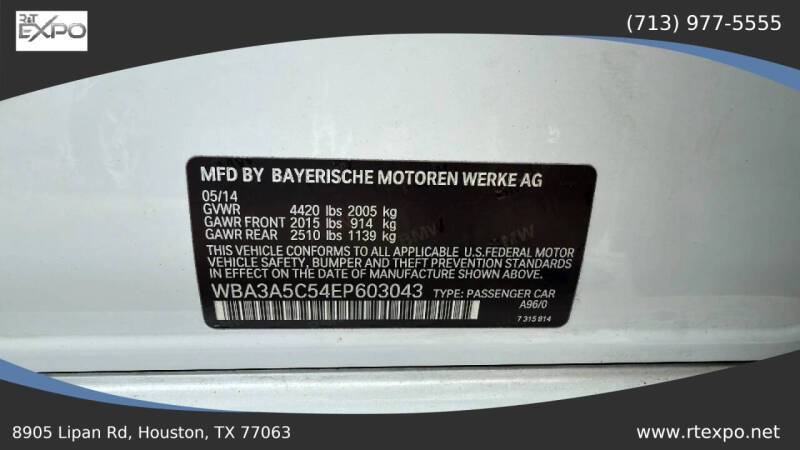 R&T
EXPO
(713) 977-5555
MFD BY BAYERISCHE MOTOREN WERKE AG
05/14
GVWR 4420 lbs 2005 kg
GAWR FRONT 2015 lbs 914 kg
GAWR REAR 2510 lbs 1139 kg
THIS VEHICLE CONFORMS TO ALL APPLICABLE U.S.FEDERAL MOTOR
VEHICLE SAFETY, BUMPER AND THEFT PREVENTION STANDARDS
IN EFFECT ON THE DATE OF MANUFACTURE SHOWN ABOVE.
WBA3A5C54EP603043 TYPE: PASSENGER CAR
A96/0
7 315 814
8905 Lipan Rd, Houston, TX 77063
www.rtexpo.net